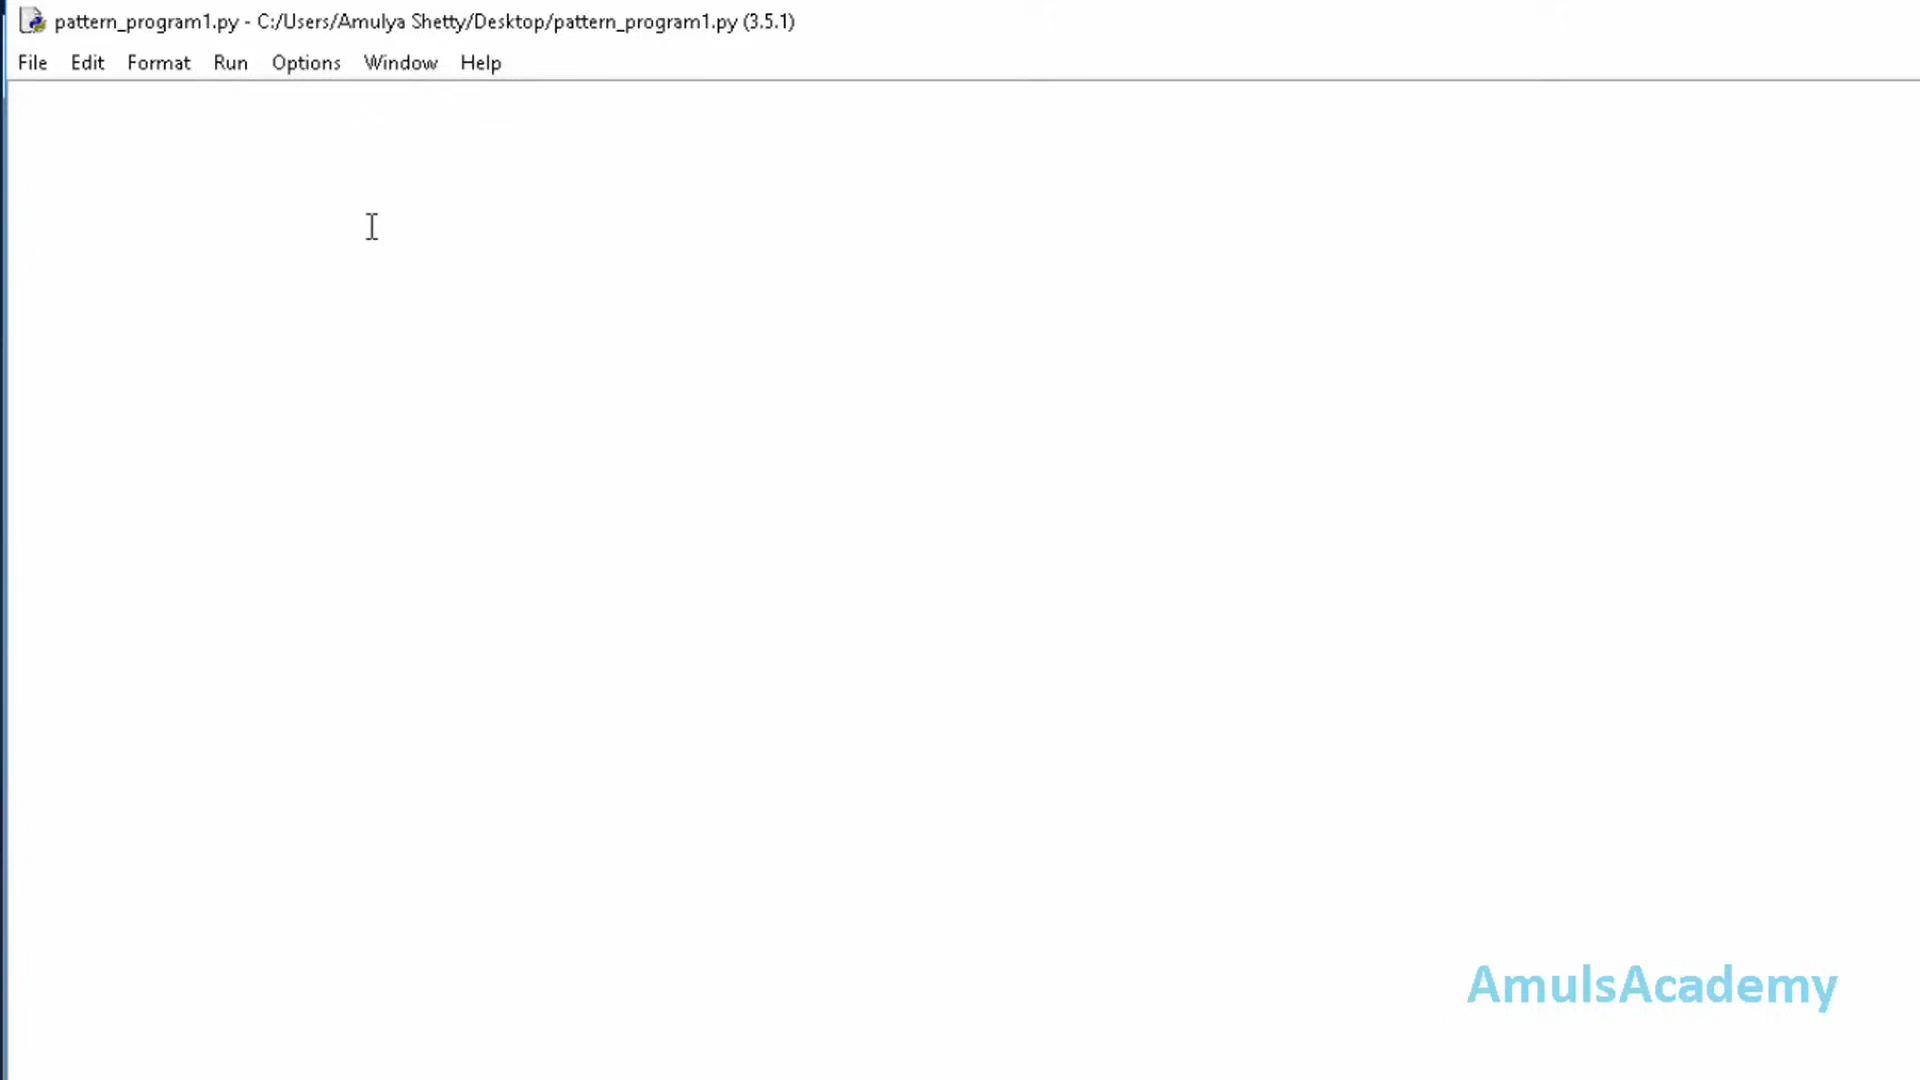 pattern_program1.py - C:/Users/Amulya Shetty/Desktop/pattern_program1.py (3.5.1)
File Edit Format Run Options Window Help
AmulsAcademy